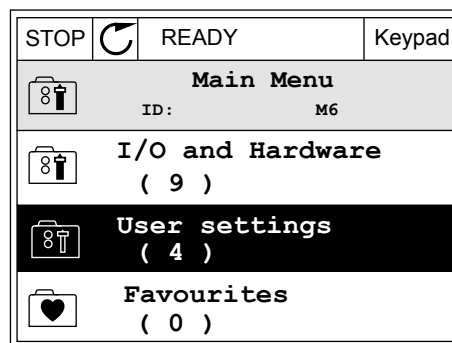 STOP READY Keypad
Main Menu
ID: M6
I/O and Hardware
( 9 )
User settings
( 4 )
Favourites
( 0 )